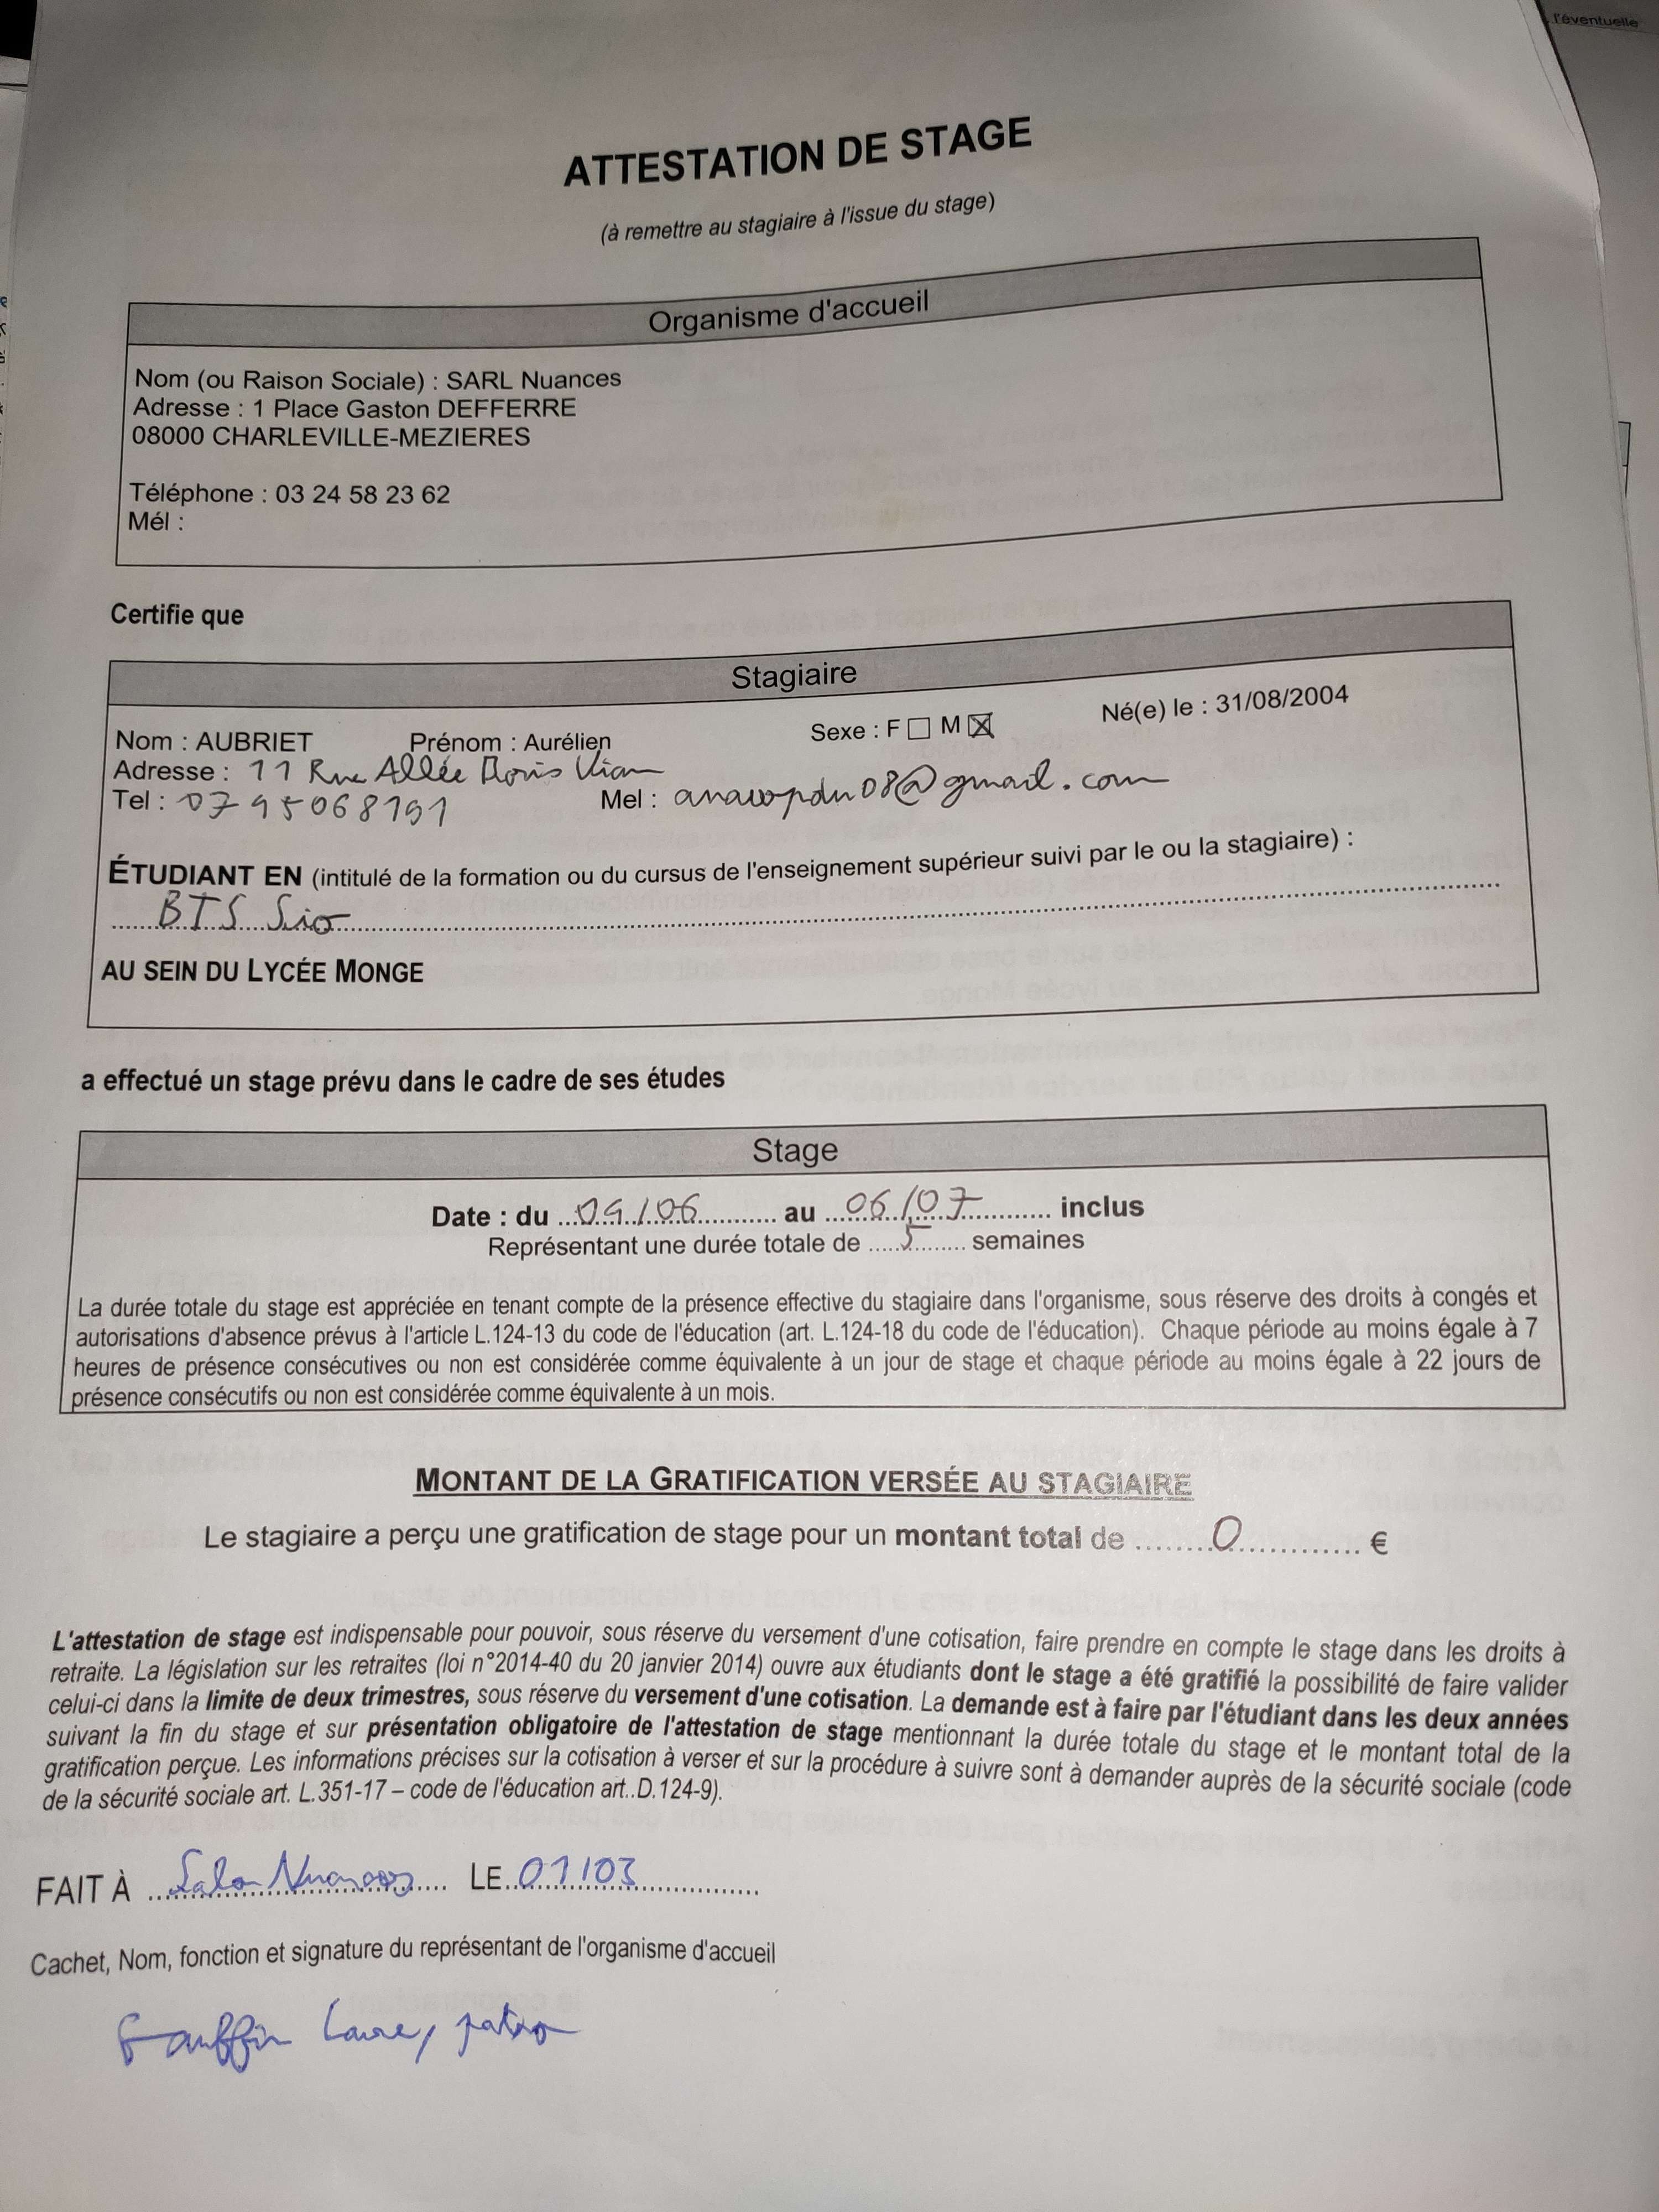 l'éventuelle
ATTESTATION DE STAGE
(à remettre au stagiaire à l'issue du stage)
Organisme d'accueil
Nom (ou Raison Sociale) : SARL Nuances
Adresse : 1 Place Gaston DEFFERRE
08000 CHARLEVILLE-MEZIERES
Téléphone : 03 24 58 23 62
Mél :
Certifie que
Stagiaire
Nom : AUBRIET Prénom : Aurélien Sexe : F ☐ M ☒ Né(e) le : 31/08/2004
Adresse : 11 Rue Allée Boris Vian
Tel : 0795068191 Mel : @gmail.com
ÉTUDIANT EN (intitulé de la formation ou du cursus de l'enseignement supérieur suivi par le ou la stagiaire) :
BTS Sio
AU SEIN DU LYCÉE MONGE
a effectué un stage prévu dans le cadre de ses études
Stage
Date : du 09/06 au 06/07 inclus
Représentant une durée totale de 5 semaines
La durée totale du stage est appréciée en tenant compte de la présence effective du stagiaire dans l'organisme, sous réserve des droits à congés et
autorisations d'absence prévus à l'article L.124-13 du code de l'éducation (art. L.124-18 du code de l'éducation). Chaque période au moins égale à 7
heures de présence consécutives ou non est considérée comme équivalente à un jour de stage et chaque période au moins égale à 22 jours de
présence consécutifs ou non est considérée comme équivalente à un mois.
MONTANT DE LA GRATIFICATION VERSÉE AU STAGIAIRE
Le stagiaire a perçu une gratification de stage pour un montant total de ........0............. €
L'attestation de stage est indispensable pour pouvoir, sous réserve du versement d'une cotisation, faire prendre en compte le stage dans les droits à
retraite. La législation sur les retraites (loi n°2014-40 du 20 janvier 2014) ouvre aux étudiants dont le stage a été gratifié la possibilité de faire valider
celui-ci dans la limite de deux trimestres, sous réserve du versement d'une cotisation. La demande est à faire par l'étudiant dans les deux années
suivant la fin du stage et sur présentation obligatoire de l'attestation de stage mentionnant la durée totale du stage et le montant total de la
gratification perçue. Les informations précises sur la cotisation à verser et sur la procédure à suivre sont à demander auprès de la sécurité sociale (code
de la sécurité sociale art. L.351-17 – code de l'éducation art..D.124-9).
FAIT À Salon Nuances LE 01/03
Cachet, Nom, fonction et signature du représentant de l'organisme d'accueil